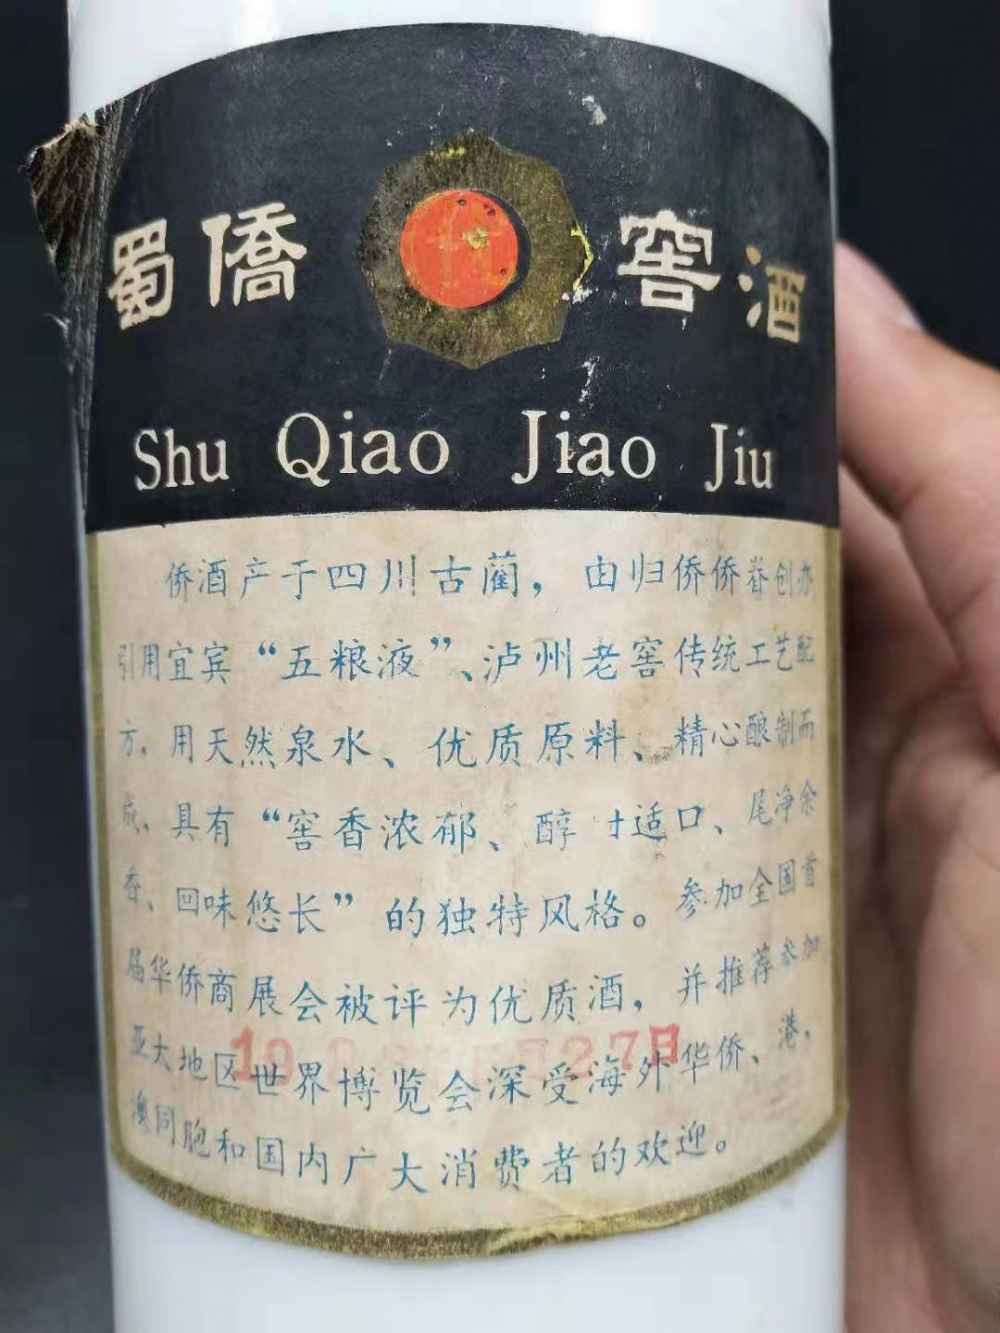 蜀僑 窖酒
Shu Qiao Jiao Jiu
侨酒产于四川古蔺，由归侨侨眷创办
引用宜宾“五粮液”、泸州老窖传统工艺配
方。用天然泉水、优质原料、精心酿制而
成。具有“窖香浓郁、醇 适口、尾净余
香、回味悠长”的独特风格。参加全国首
届华侨商展会被评为优质酒，并推荐参加
亚大地区世界博览会深受海外华侨、港，
澳同胞和国内广大消费者的欢迎。
27日